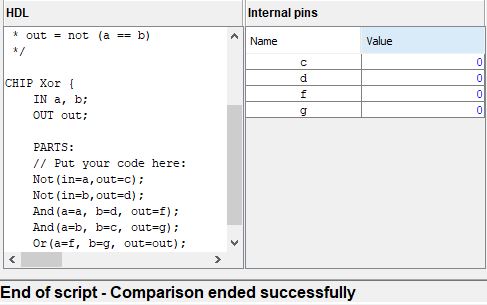 HDL
 * out = not (a == b)
 */
CHIP Xor {
    IN a, b;
    OUT out;
    PARTS:
    // Put your code here:
    Not(in=a,out=c);
    Not(in=b,out=d);
    And(a=a, b=d, out=f);
    And(a=b, b=c, out=g);
    Or(a=f, b=g, out=out);
Internal pins
Name Value
c 0
d 0
f 0
g 0
End of script - Comparison ended successfully